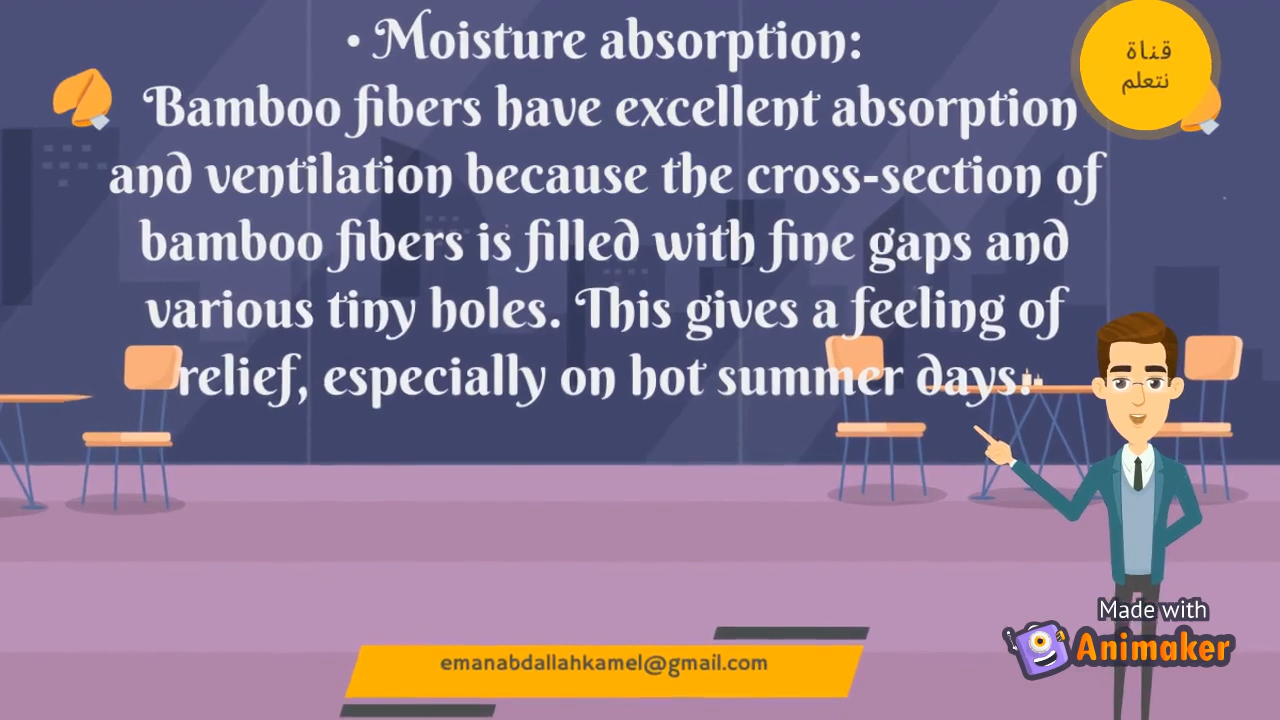 • Moisture absorption:
Bamboo fibers have excellent absorption
and ventilation because the cross-section of
bamboo fibers is filled with fine gaps and
various tiny holes. This gives a feeling of
relief, especially on hot summer days.
قناة
نتعلم
emanabdallahkamel@gmail.com
Made with
Animaker